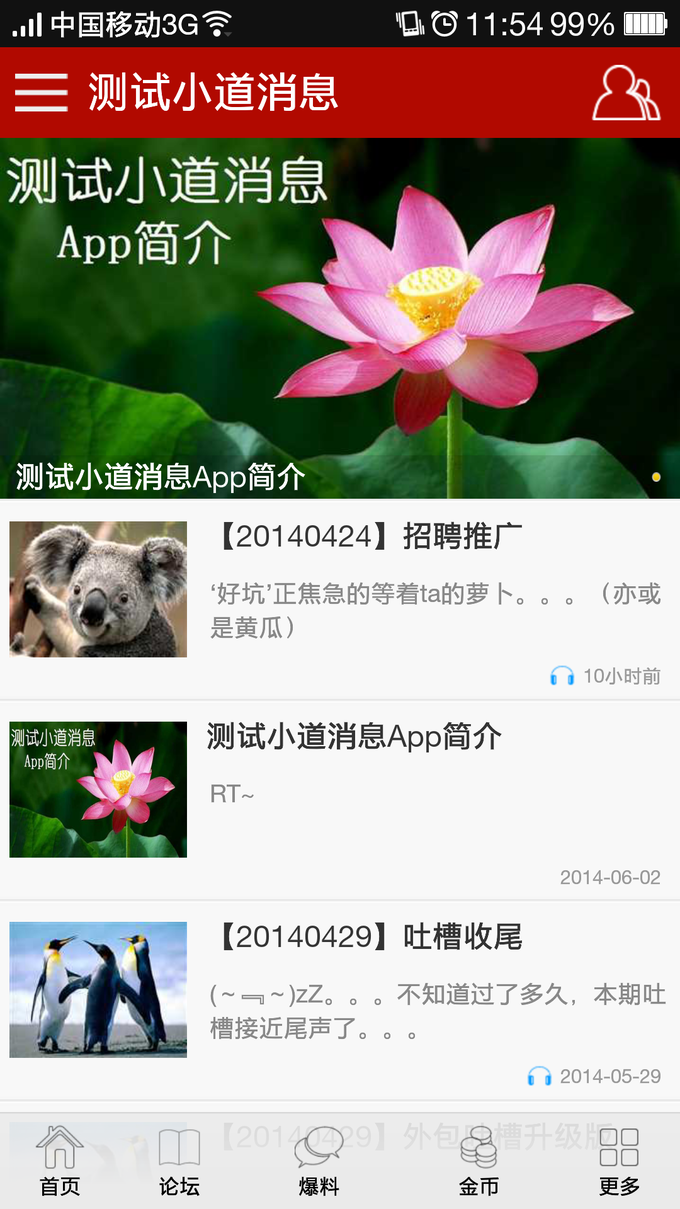 中国移动3G 11:54 99%
测试小道消息
测试小道消息
App简介
测试小道消息App简介
【20140424】招聘推广
‘好坑’正焦急的等着ta的萝卜。。。（亦或
是黄瓜）
10小时前
测试小道消息
App简介
测试小道消息App简介
RT~
2014-06-02
【20140429】吐槽收尾
(～﹃～)zZ。。。不知道过了多久，本期吐
槽接近尾声了。。。
2014-05-29
【20140429】外包吐槽升级版
首页 论坛 爆料 金币 更多